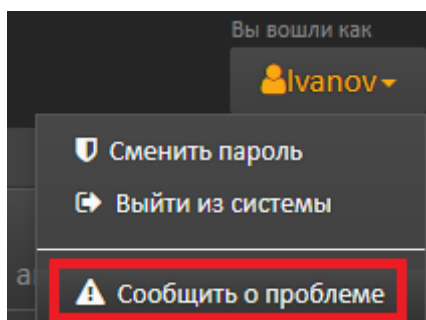 Вы вошли как
Ivanov
Сменить пароль
Выйти из системы
Сообщить о проблеме